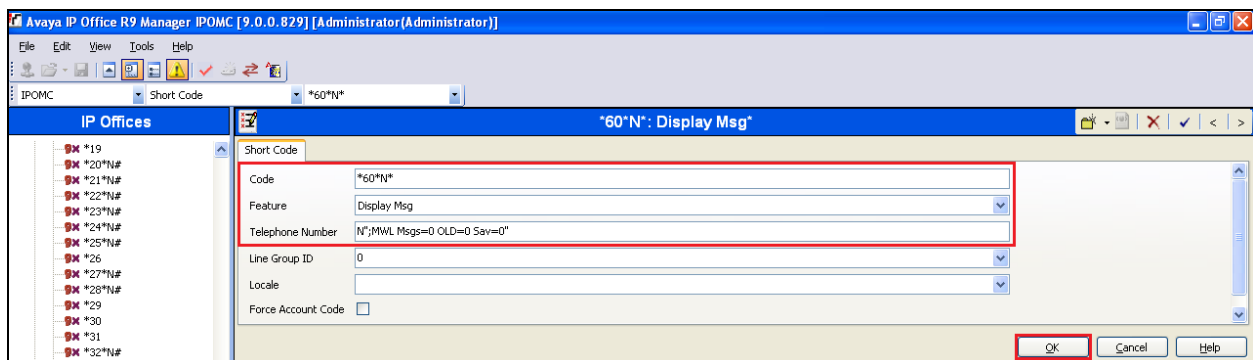 Avaya IP Office R9 Manager IPOMC [9.0.0.829] [Administrator(Administrator)]
File Edit View Tools Help
IPOMC Short Code *60*N*
IP Offices
*19
*20*N#
*21*N#
*22*N#
*23*N#
*24*N#
*25*N#
*26
*27*N#
*28*N#
*29
*30
*31
*32*N#
*60*N*: Display Msg*
Short Code
Code *60*N*
Feature Display Msg
Telephone Number N";MWL Msgs=0 OLD=0 Sav=0"
Line Group ID 0
Locale
Force Account Code
OK Cancel Help